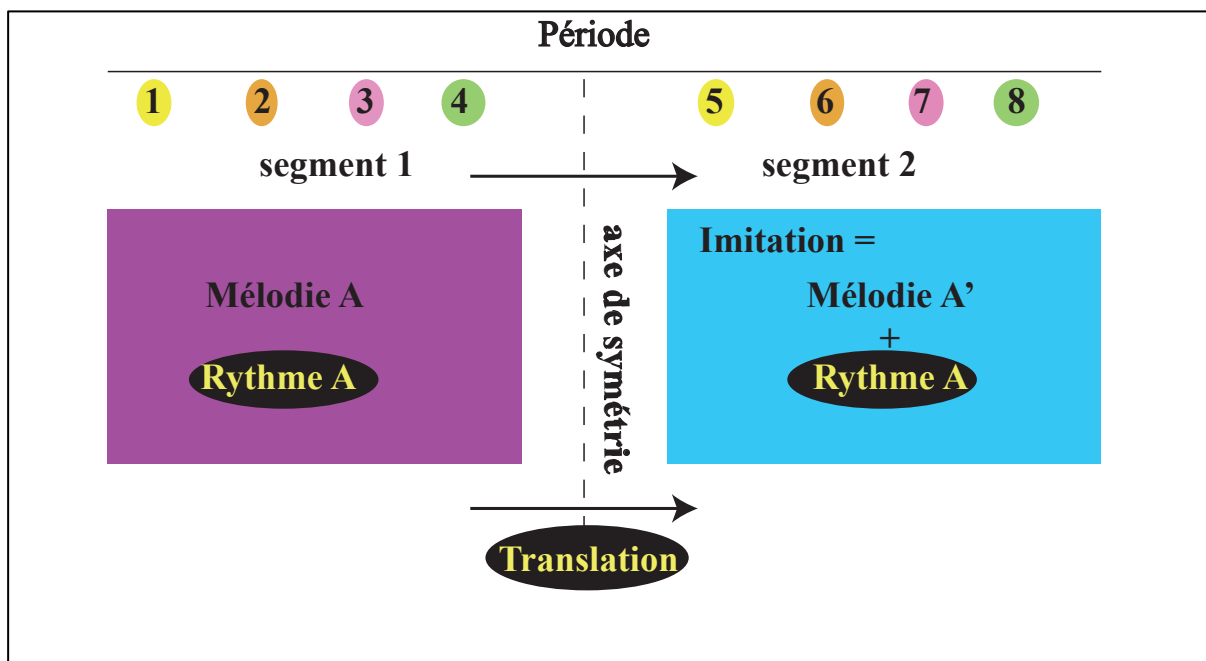 Période
1 2 3 4 5 6 7 8
segment 1
segment 2
Mélodie A
Rythme A
axe de symétrie
Imitation =
Mélodie A’
+
Rythme A
Translation